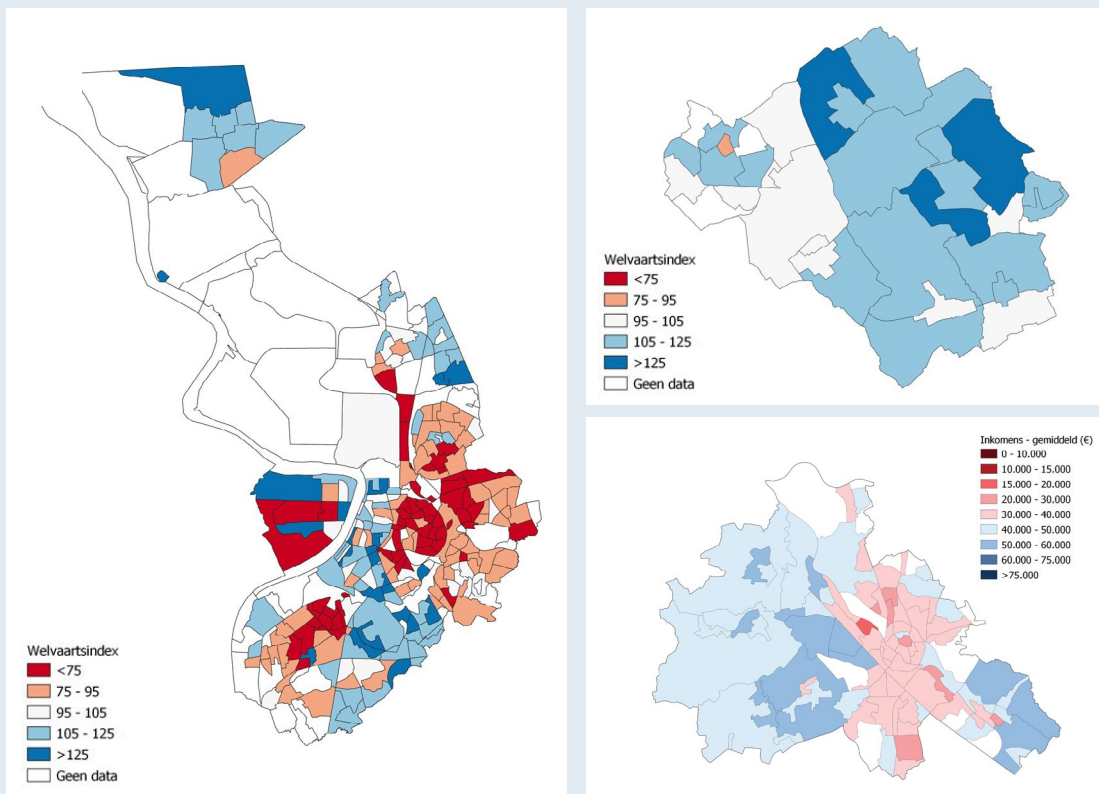 Welvaartsindex
<75
75 - 95
95 - 105
105 - 125
>125
Geen data
Welvaartsindex
<75
75 - 95
95 - 105
105 - 125
>125
Geen data
Inkomens - gemiddeld (€)
0 - 10.000
10.000 - 15.000
15.000 - 20.000
20.000 - 30.000
30.000 - 40.000
40.000 - 50.000
50.000 - 60.000
60.000 - 75.000
>75.000